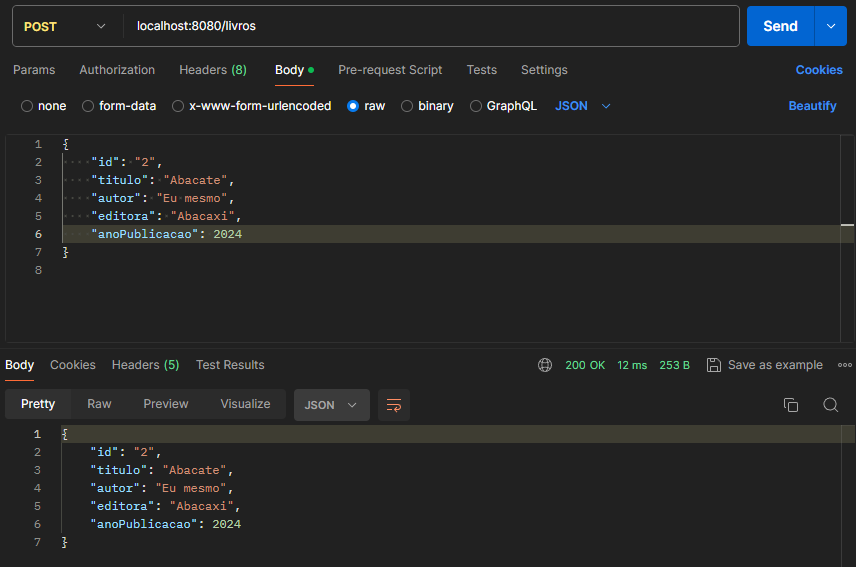 POST localhost:8080/livros Send
Params Authorization Headers (8) Body Pre-request Script Tests Settings Cookies
none form-data x-www-form-urlencoded raw binary GraphQL JSON Beautify
1 {
2 "id": "2",
3 "titulo": "Abacate",
4 "autor": "Eu mesmo",
5 "editora": "Abacaxi",
6 "anoPublicacao": 2024
7 }
8
Body Cookies Headers (5) Test Results 200 OK 12 ms 253 B Save as example
Pretty Raw Preview Visualize JSON
1 {
2 "id": "2",
3 "titulo": "Abacate",
4 "autor": "Eu mesmo",
5 "editora": "Abacaxi",
6 "anoPublicacao": 2024
7 }